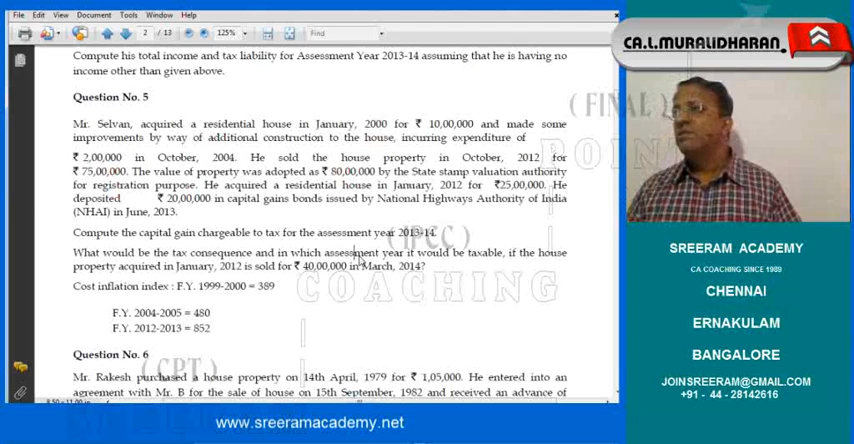 File Edit View Document Tools Window Help
2 / 13 125% Find
Compute his total income and tax liability for Assessment Year 2013-14 assuming that he is having no
income other than given above.
Question No. 5
Mr. Selvan, acquired a residential house in January, 2000 for ₹ 10,00,000 and made some
improvements by way of additional construction to the house, incurring expenditure of
₹ 2,00,000 in October, 2004. He sold the house property in October, 2012 for
₹ 75,00,000. The value of property was adopted as ₹ 80,00,000 by the State stamp valuation authority
for registration purpose. He acquired a residential house in January, 2012 for ₹25,00,000. He
deposited ₹ 20,00,000 in capital gains bonds issued by National Highways Authority of India
(NHAI) in June, 2013.
Compute the capital gain chargeable to tax for the assessment year 2013-14.
What would be the tax consequence and in which assessment year it would be taxable, if the house
property acquired in January, 2012 is sold for ₹ 40,00,000 in March, 2014?
Cost inflation index : F.Y. 1999-2000 = 389
F.Y. 2004-2005 = 480
F.Y. 2012-2013 = 852
Question No. 6
Mr. Rakesh purchased a house property on 14th April, 1979 for ₹ 1,05,000. He entered into an
agreement with Mr. B for the sale of house on 15th September, 1982 and received an advance of
8.50 x 11.00 in
(FINAL)
POINT
(IPCC)
COACHING
(CPT)
CA.L.MURALIDHARAN.
SREERAM ACADEMY
CA COACHING SINCE 1989
CHENNAI
ERNAKULAM
BANGALORE
JOINSREERAM@GMAIL.COM
+91 - 44 - 28142616
www.sreeramacademy.net